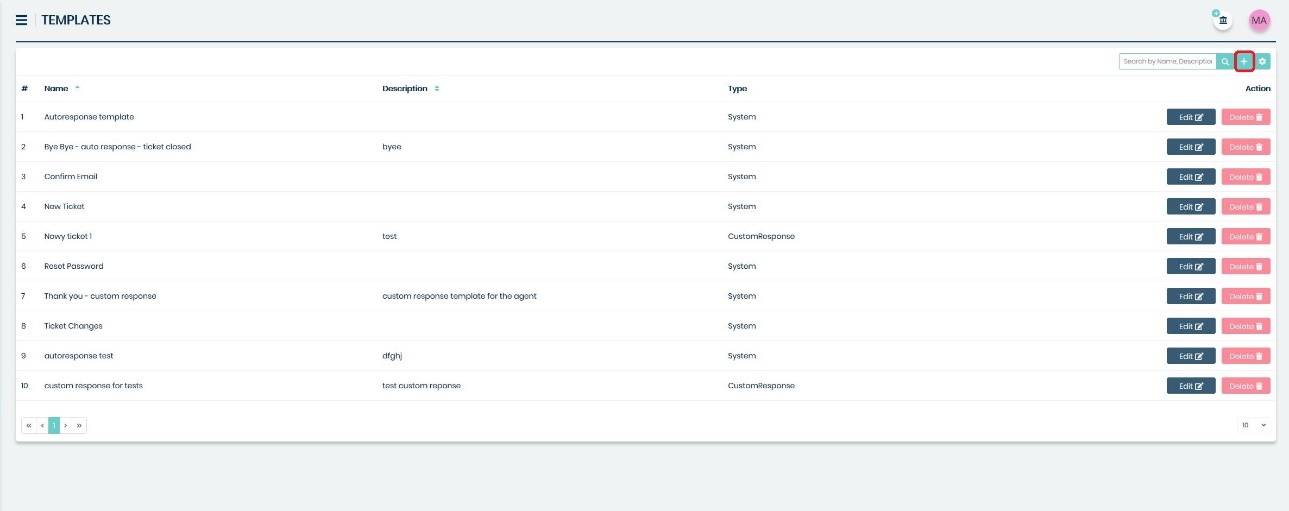 TEMPLATES
MA
Search by Name, Description
# Name Description Type Action
1 Autoresponse template System Edit Delete
2 Bye Bye - auto response - ticket closed byee System Edit Delete
3 Confirm Email System Edit Delete
4 New Ticket System Edit Delete
5 Nowy ticket 1 test CustomResponse Edit Delete
6 Reset Password System Edit Delete
7 Thank you - custom response custom response template for the agent System Edit Delete
8 Ticket Changes System Edit Delete
9 autoresponse test dfghj System Edit Delete
10 custom response for tests test custom reponse CustomResponse Edit Delete
« ‹ 1 › » 10